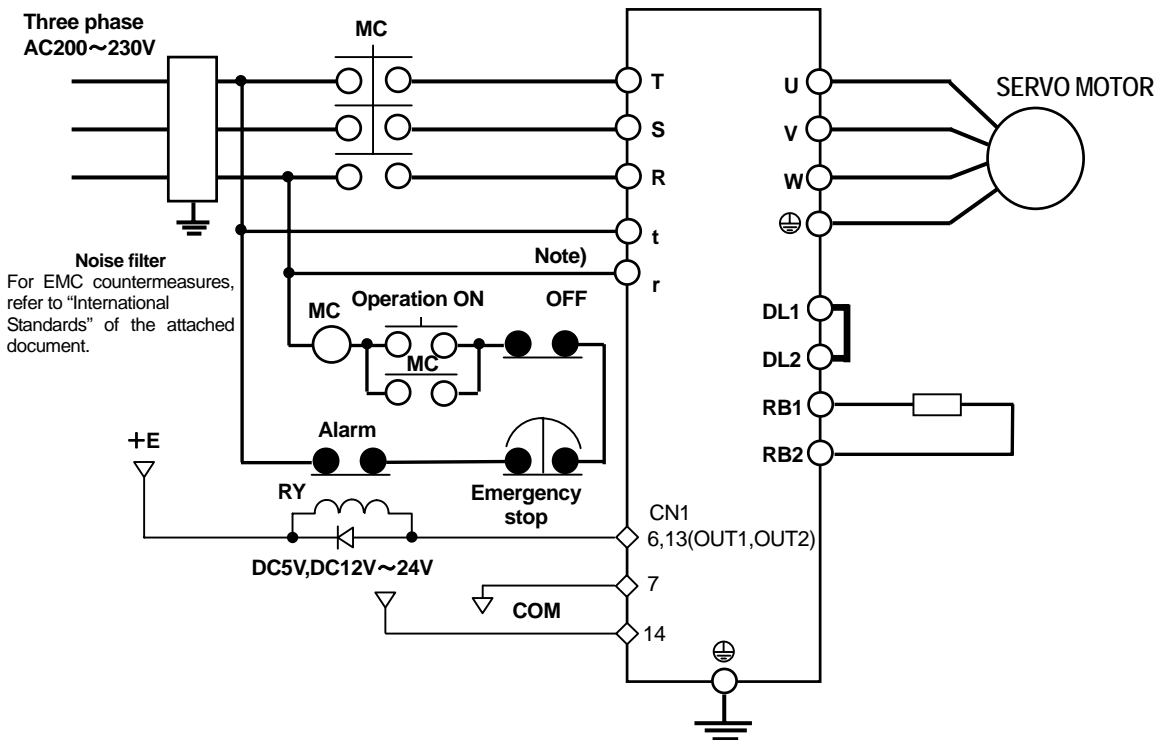 Three phase
AC200～230V
MC
T
S
R
t
r
U
V
W
SERVO MOTOR
Noise filter
For EMC countermeasures,
refer to “International
Standards” of the attached
document.
Note)
MC
Operation ON
OFF
MC
DL1
DL2
RB1
RB2
Alarm
+E
RY
Emergency
stop
CN1
6,13(OUT1,OUT2)
DC5V,DC12V～24V
7
COM
14